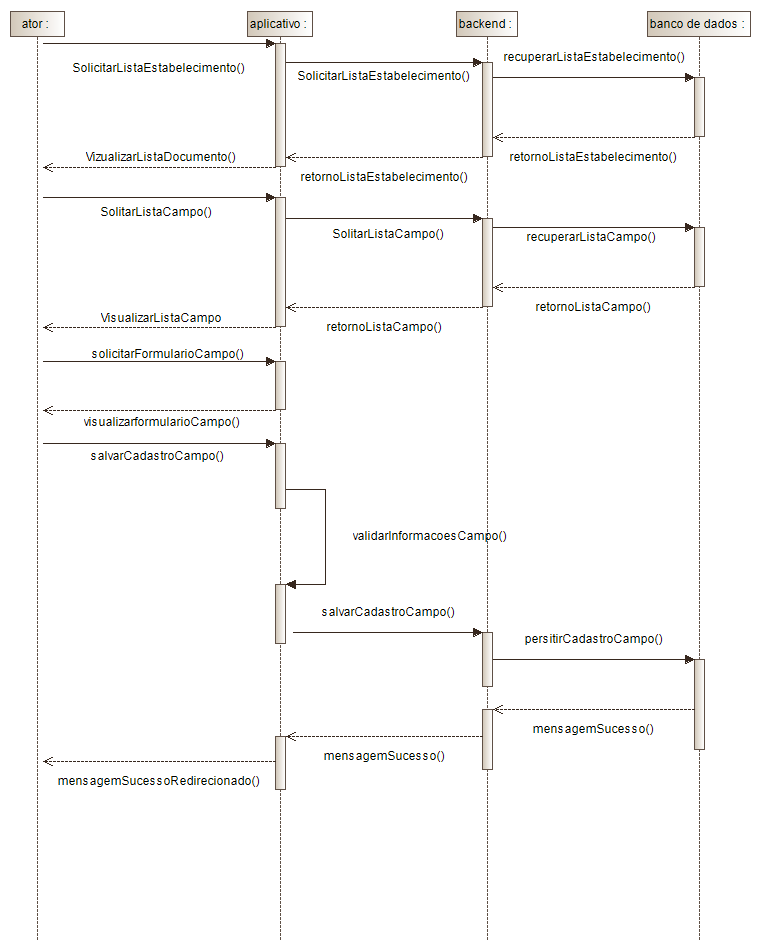 ator :
aplicativo :
backend :
banco de dados :
SolicitarListaEstabelecimento()
SolicitarListaEstabelecimento()
recuperarListaEstabelecimento()
VizualizarListaDocumento()
retornoListaEstabelecimento()
retornoListaEstabelecimento()
SolitarListaCampo()
SolitarListaCampo()
recuperarListaCampo()
VisualizarListaCampo
retornoListaCampo()
retornoListaCampo()
solicitarFormularioCampo()
visualizarformularioCampo()
salvarCadastroCampo()
validarInformacoesCampo()
salvarCadastroCampo()
persitirCadastroCampo()
mensagemSucesso()
mensagemSucesso()
mensagemSucessoRedirecionado()